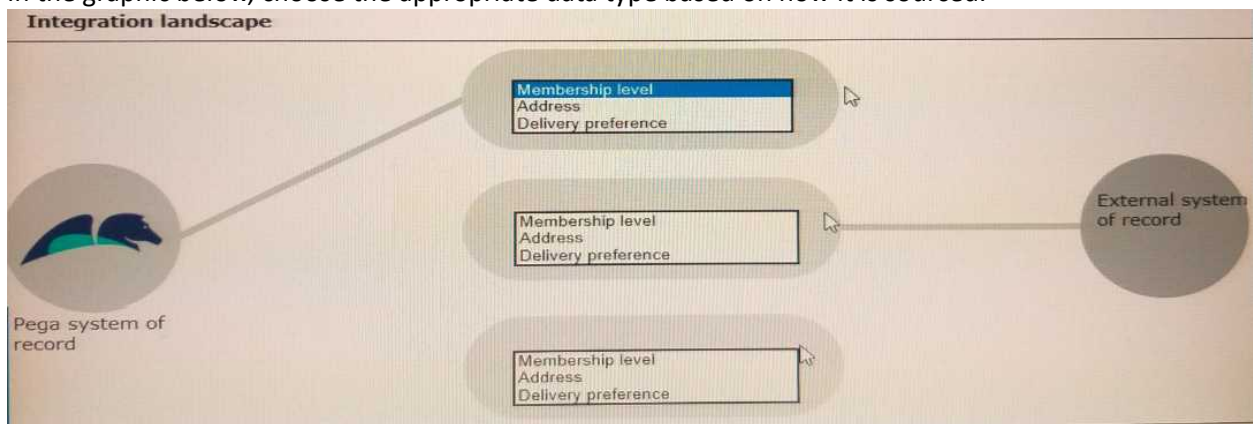 in the graphic below, choose the appropriate data type based on how it is sourced.
Integration landscape
Membership level
Address
Delivery preference
Membership level
Address
Delivery preference
External system
of record
Pega system of
record
Membership level
Address
Delivery preference